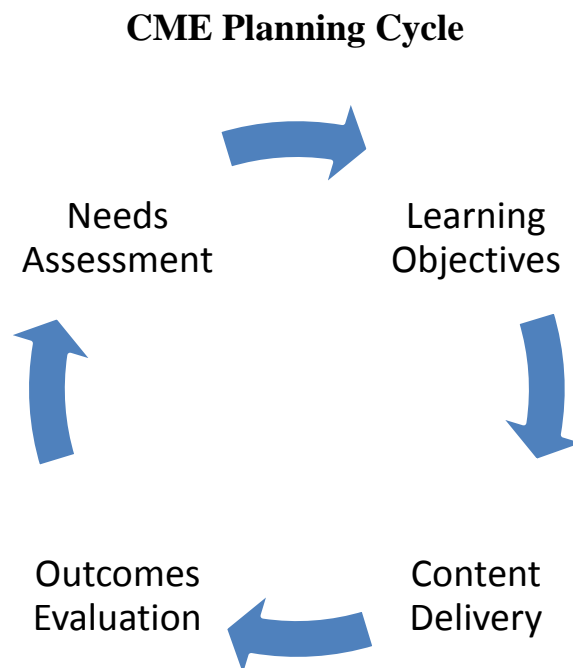 CME Planning Cycle
Needs
Assessment
Learning
Objectives
Outcomes
Evaluation
Content
Delivery